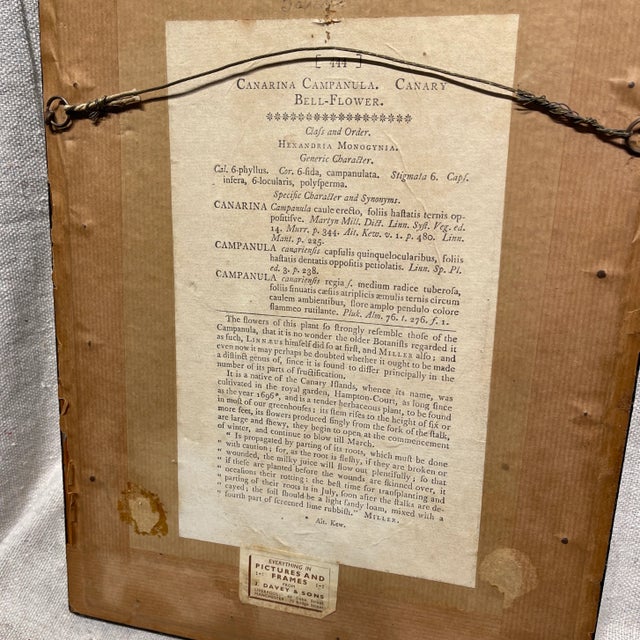 [ 444 ]
CANARINA CAMPANULA. CANARY
BELL-FLOWER.
Claſs and Order.
HEXANDRIA MONOGYNIA.
Generic Character.
Cal. 6-phyllus. Cor. 6-fida, campanulata. Stigmata 6. Capſ.
infera, 6-locularis, polyſperma.
Specific Character and Synonyms.
CANARINA Campanula caule erecto, foliis haſtatis ternis op-
poſitiſve. Martyn Mill. Dict. Linn. Syſt. Veg. ed.
14. Murr. p. 344. Ait. Kew. v. 1. p. 480. Linn.
Mant. p. 225.
CAMPANULA canarienſis capſulis quinquelocularibus, foliis
haſtatis dentatis oppoſitis petiolatis. Linn. Sp. Pl.
ed. 3. p. 238.
CAMPANULA canarienſis regia ſ. medium radice tuberoſa,
foliis ſinuatis cæſiis atriplicis æmulis ternis circum
caulem ambientibus, flore amplo pendulo colore
flammeo rutilante. Pluk. Alm. 76. t. 276. f. 1.
The flowers of this plant ſo ſtrongly reſemble thoſe of the
Campanula, that it is no wonder the older Botaniſts regarded it
as ſuch, LINNÆUS himſelf did ſo at firſt, and MILLER alſo; and
even now it may perhaps be doubted whether it ought to be made
a diſtinct genus of, ſince it is found to differ principally in the
number of its parts of fructification.
It is a native of the Canary Iſlands, whence its name, was
cultivated in the royal garden, Hampton-Court, as long ſince
as the year 1696*, and is a tender herbaceous plant, to be found
in moſt of our greenhouſes: its ſtem riſes to the height of ſix or
more feet, its flowers produced ſingly from the fork of the ſtalk,
are large and ſhewy, they begin to open at the commencement
of winter, and continue to blow till March.
" Is propagated by parting of its roots, which muſt be done
" with caution; for, as the root is fleſhy, if they are broken or
" wounded, the milky juice will flow out plentifully; ſo that
" if theſe are planted before the wounds are ſkinned over, it
" occaſions their rotting: the beſt time for tranſplanting and
" parting of their roots is in July, ſoon after the ſtalks are de-
" cayed; the ſoil ſhould be a light ſandy loam, mixed with a
" fourth part of ſcreened lime rubbiſh." MILLER.
* Ait. Kew.
EVERYTHING IN
PICTURES AND
FRAMES
FROM
J. DAVEY & SONS